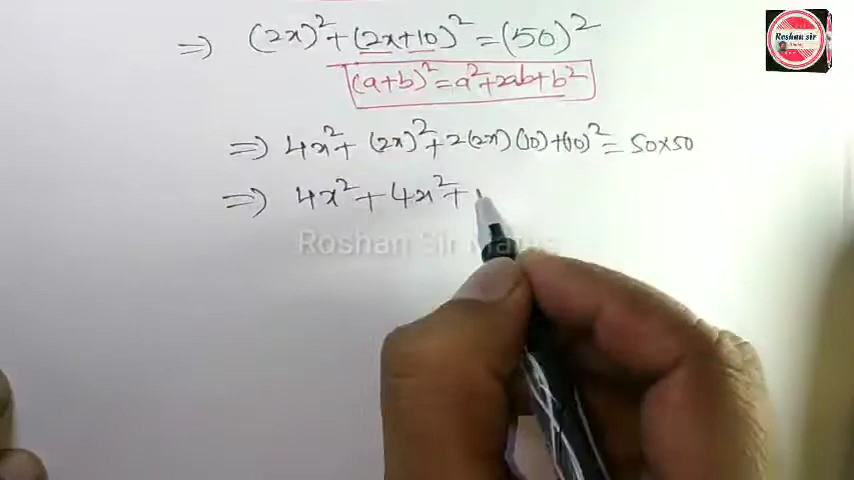 Roshan sir
⇒ (2x)² + (2x+10)² = (50)²
(a+b)² = a² + 2ab + b²
⇒ 4x² + (2x)² + 2(2x)(10) + (10)² = 50×50
⇒ 4x² + 4x² +
Roshan Sir Maths